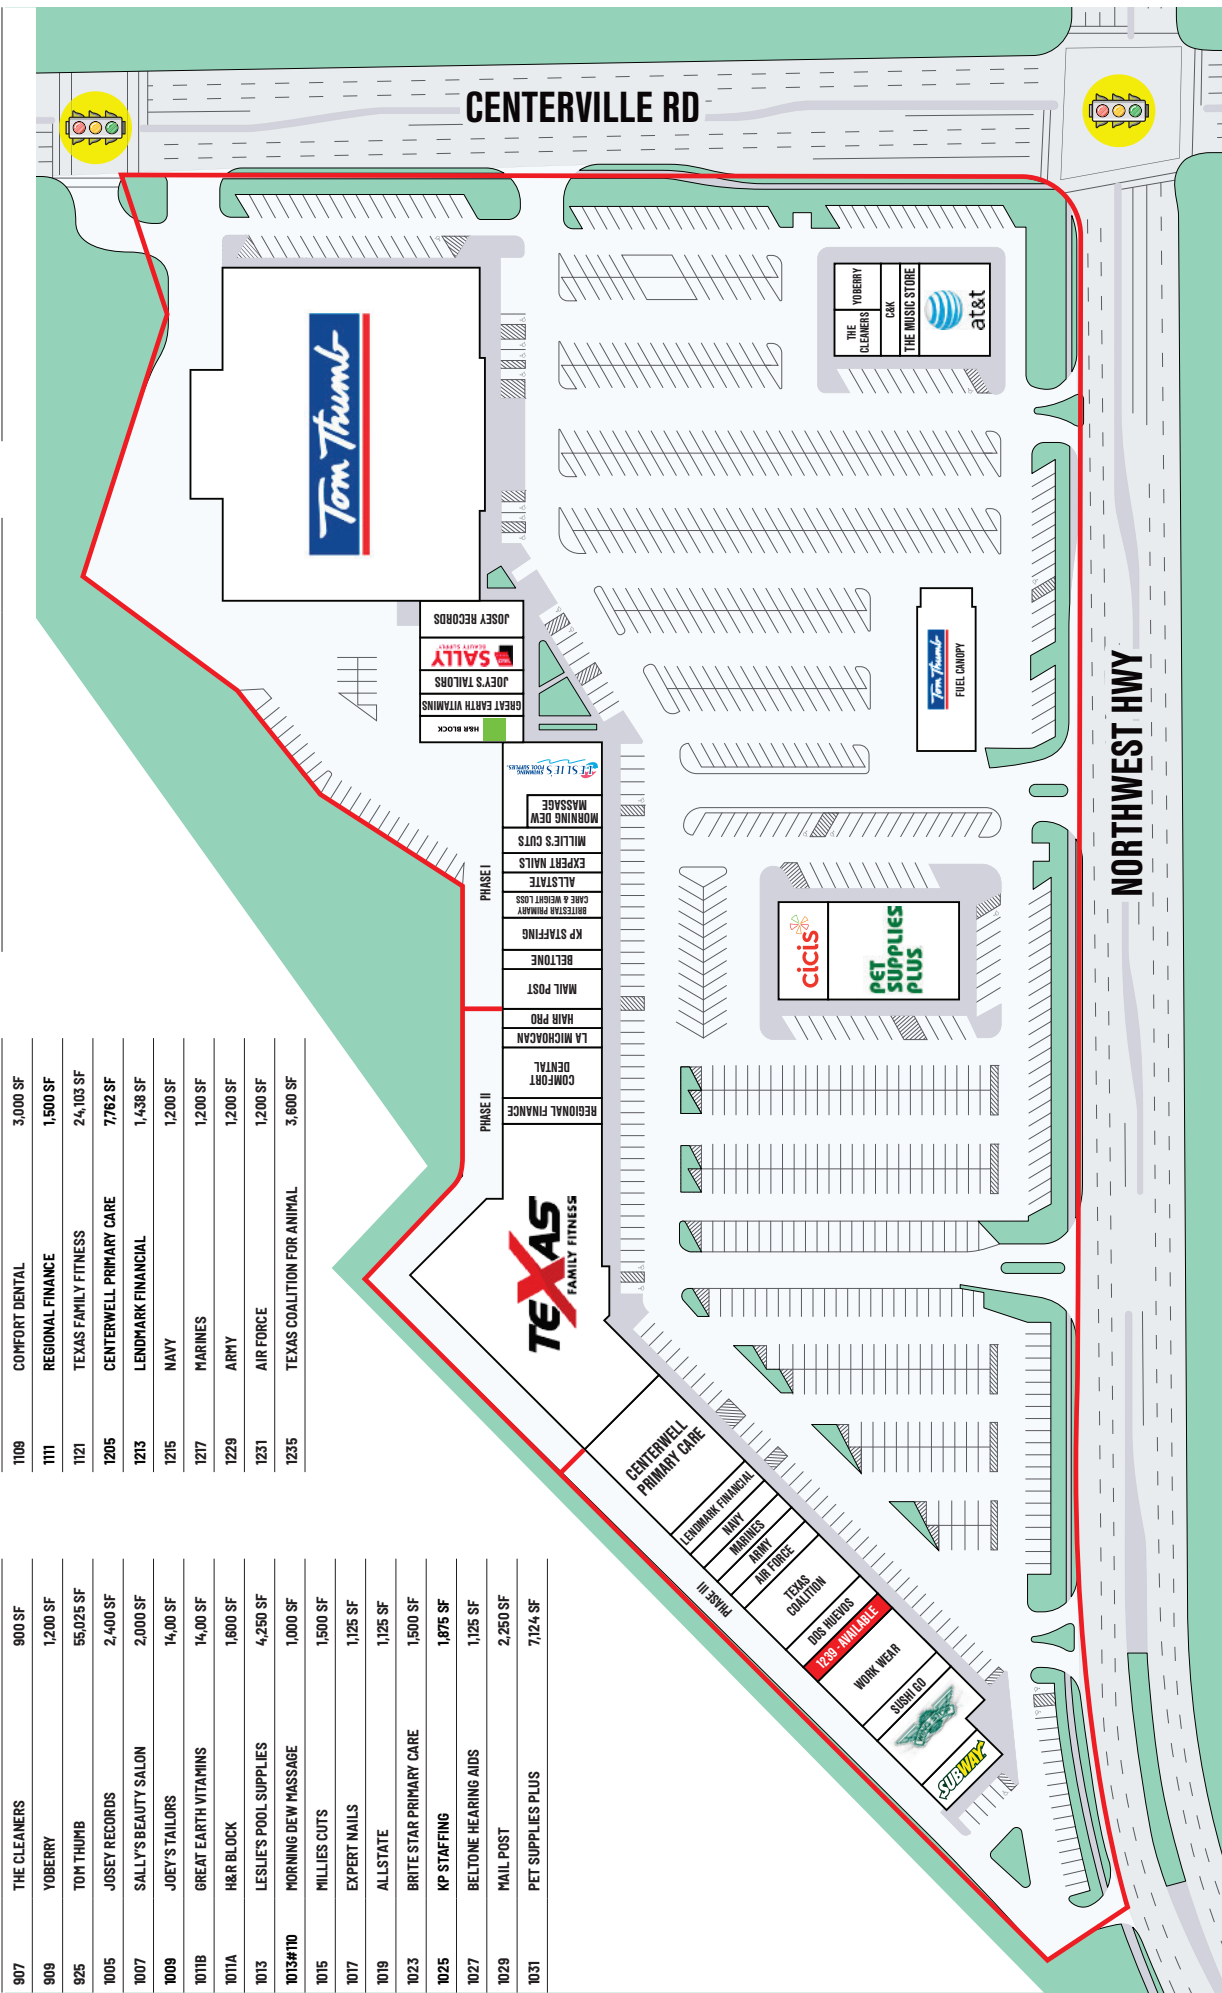 CENTERVILLE RD
NORTHWEST HWY
Tom Thumb
THE CLEANERS
YOBERRY
C&K
THE MUSIC STORE
at&t
Tom Thumb
FUEL CANOPY
JOSEY RECORDS
SALLY
BEAUTY SUPPLY
JOEY'S TAILORS
GREAT EARTH VITAMINS
H&R BLOCK
LESLIE'S
SWIMMING POOL SUPPLIES
MORNING DEW
MASSAGE
MILLIE'S CUTS
EXPERT NAILS
ALLSTATE
BRITESTAR PRIMARY
CARE & WEIGHT LOSS
KP STAFFING
BELTONE
MAIL POST
HAIR PRO
LA MICHOACAN
COMFORT
DENTAL
REGIONAL FINANCE
PHASE I
PHASE II
cicis
PET
SUPPLIES
PLUS
TEXAS
FAMILY FITNESS
CENTERWELL
PRIMARY CARE
LENDMARK FINANCIAL
NAVY
MARINES
ARMY
AIR FORCE
TEXAS
COALITION
DOS HUEVOS
1239 - AVAILABLE
WORK WEAR
SUSHI GO
SUBWAY
PHASE III
907 THE CLEANERS 900 SF
909 YOBERRY 1,200 SF
925 TOM THUMB 55,025 SF
1005 JOSEY RECORDS 2,400 SF
1007 SALLY'S BEAUTY SALON 2,000 SF
1009 JOEY'S TAILORS 14,00 SF
1011B GREAT EARTH VITAMINS 14,00 SF
1011A H&R BLOCK 1,600 SF
1013 LESLIE'S POOL SUPPLIES 4,250 SF
1013#110 MORNING DEW MASSAGE 1,000 SF
1015 MILLIES CUTS 1,500 SF
1017 EXPERT NAILS 1,125 SF
1019 ALLSTATE 1,125 SF
1023 BRITE STAR PRIMARY CARE 1,500 SF
1025 KP STAFFING 1,875 SF
1027 BELTONE HEARING AIDS 1,125 SF
1029 MAIL POST 2,250 SF
1031 PET SUPPLIES PLUS 7,124 SF
1109 COMFORT DENTAL 3,000 SF
1111 REGIONAL FINANCE 1,500 SF
1121 TEXAS FAMILY FITNESS 24,103 SF
1205 CENTERWELL PRIMARY CARE 7,762 SF
1213 LENDMARK FINANCIAL 1,438 SF
1215 NAVY 1,200 SF
1217 MARINES 1,200 SF
1229 ARMY 1,200 SF
1231 AIR FORCE 1,200 SF
1235 TEXAS COALITION FOR ANIMAL 3,600 SF